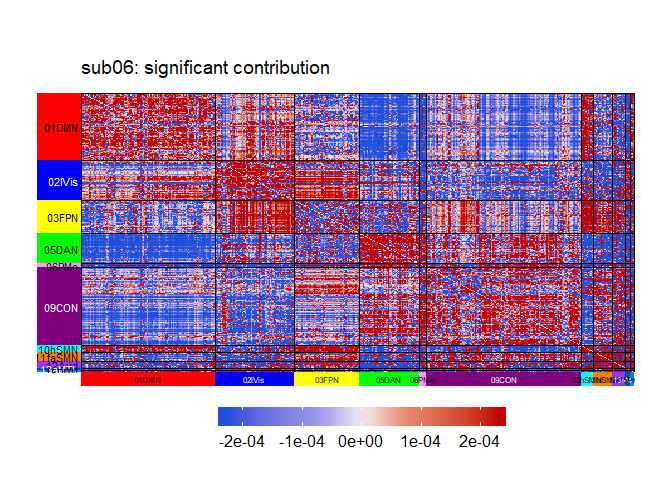 sub06: significant contribution
01DMN
02lVis
03FPN
05DAN
09CON
01DMN
02lVis
03FPN
05DAN
09CON
-2e-04 -1e-04 0e+00 1e-04 2e-04